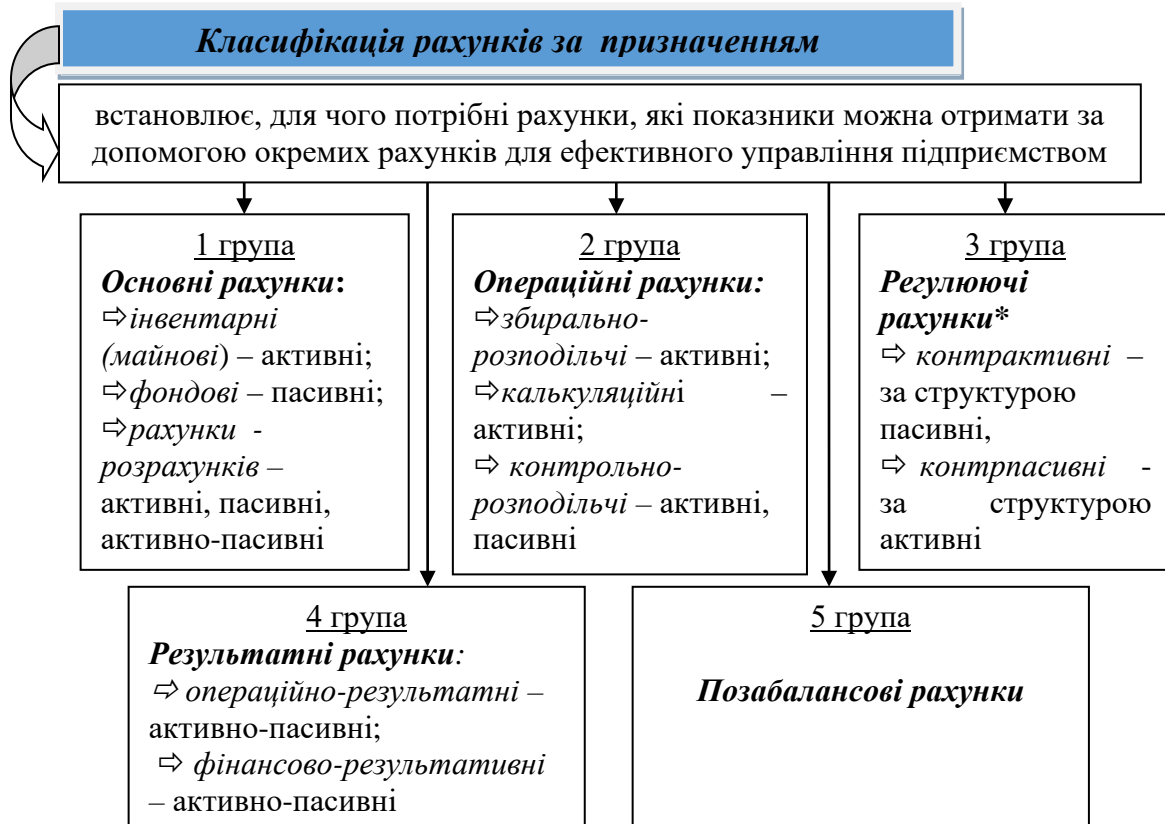 Класифікація рахунків за призначенням
встановлює, для чого потрібні рахунки, які показники можна отримати за
допомогою окремих рахунків для ефективного управління підприємством
1 група
Основні рахунки:
⇨інвентарні
(майнові) – активні;
⇨фондові – пасивні;
⇨рахунки -
розрахунків –
активні, пасивні,
активно-пасивні
2 група
Операційні рахунки:
⇨збирально-
розподільчі – активні;
⇨калькуляційні –
активні;
⇨ контрольно-
розподільчі – активні,
пасивні
3 група
Регулюючі
рахунки*
⇨ контрактивні –
за структурою
пасивні,
⇨ контрпасивні -
за структурою
активні
4 група
Результатні рахунки:
⇨ операційно-результатні –
активно-пасивні;
⇨ фінансово-результативні
– активно-пасивні
5 група
Позабалансові рахунки